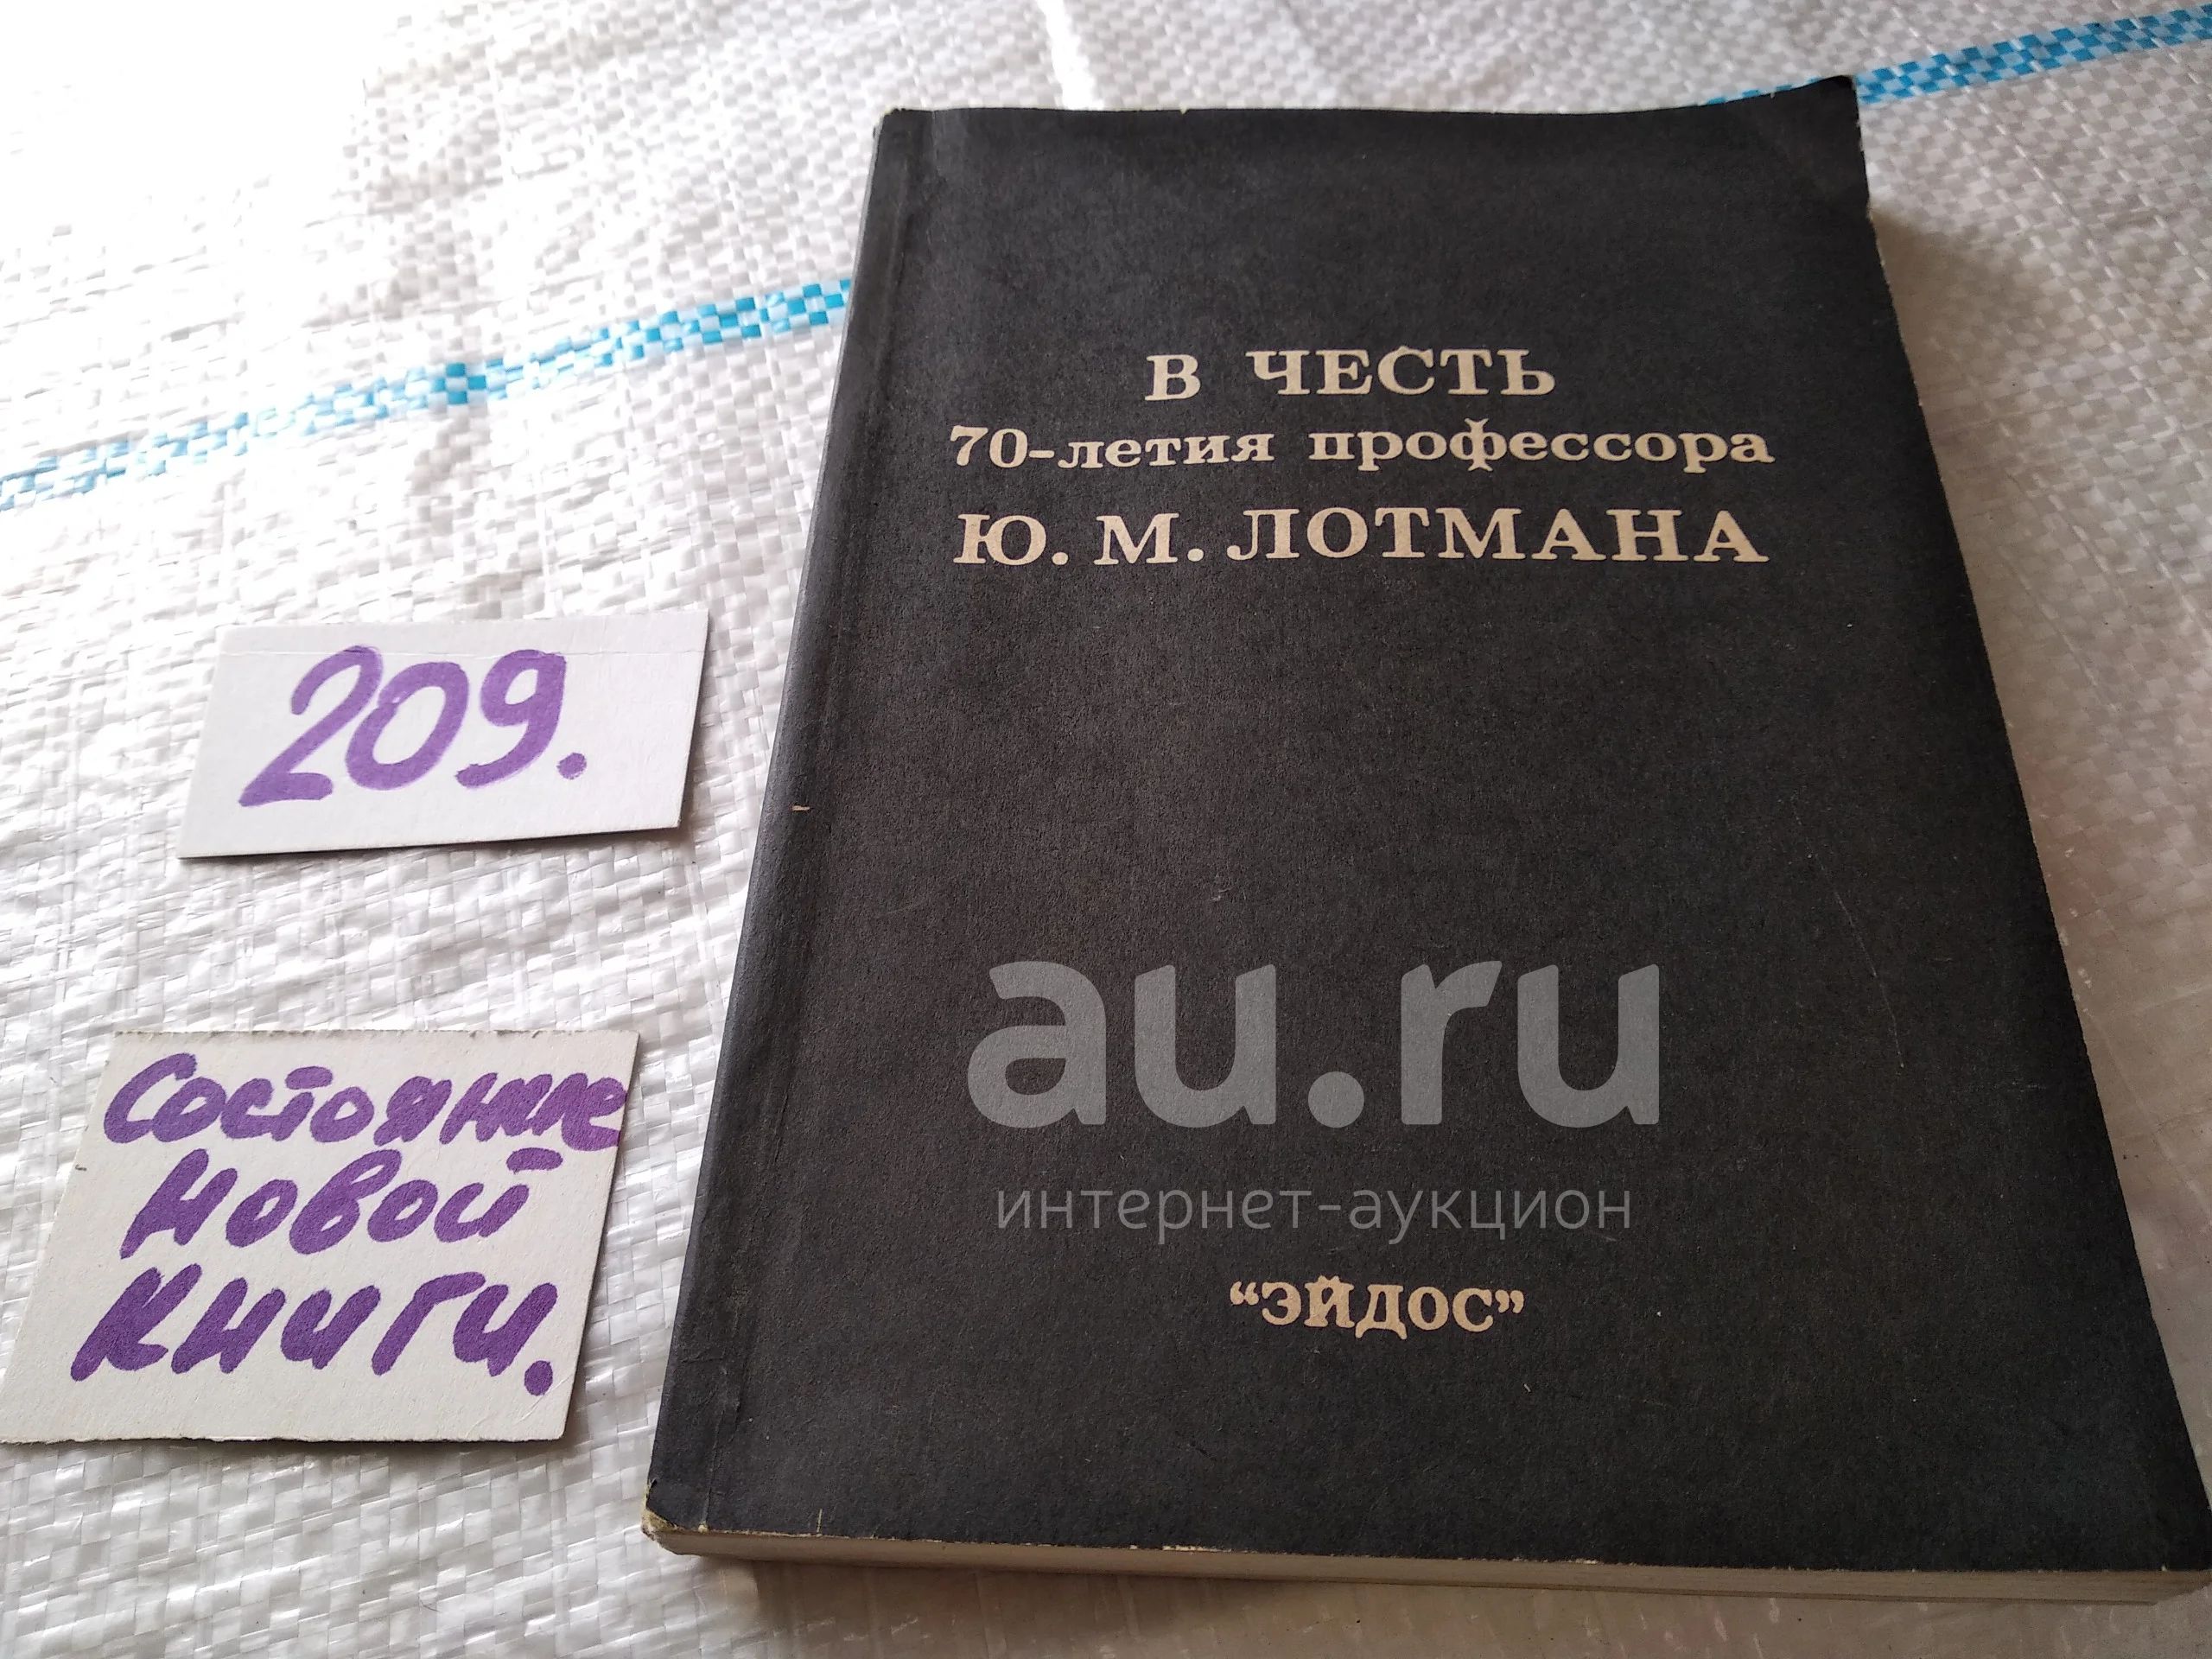 В ЧЕСТЬ
70-летия профессора
Ю. М. ЛОТМАНА
209.
Состояние
новой
книги.
au.ru
интернет-аукцион
“ЭЙДОС”